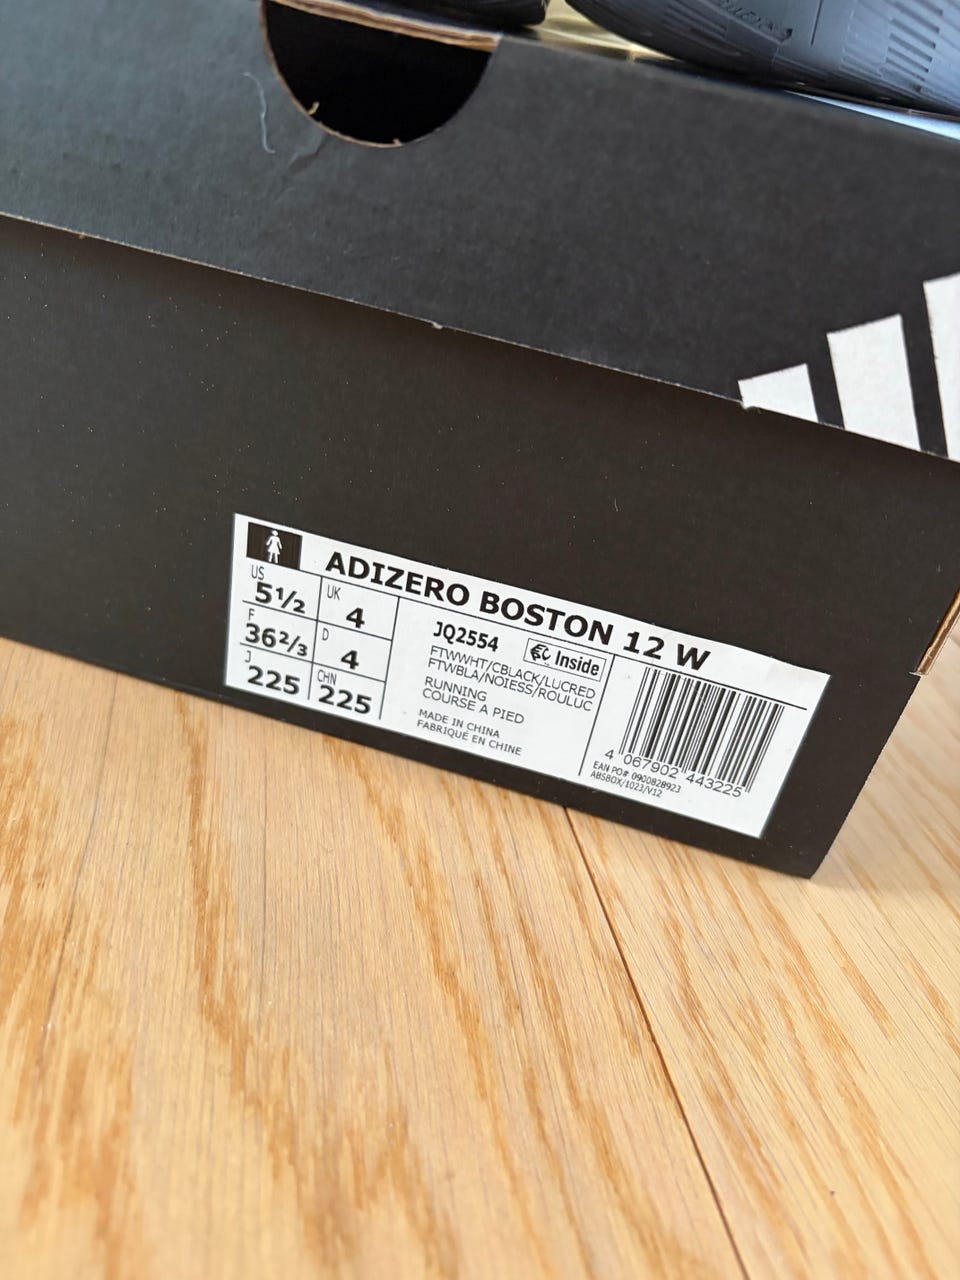 ADIZERO BOSTON 12 W
US
5½
UK
4
F
36⅔
D
4
J
225
CHN
225
JQ2554
Inside
FTWWHT/CBLACK/LUCRED
FTWBLA/NOIESS/ROULUC
RUNNING
COURSE A PIED
MADE IN CHINA
FABRIQUÉ EN CHINE
4 067902 443225
EAN PO# 0900828923
ABSBOX/1023/V12